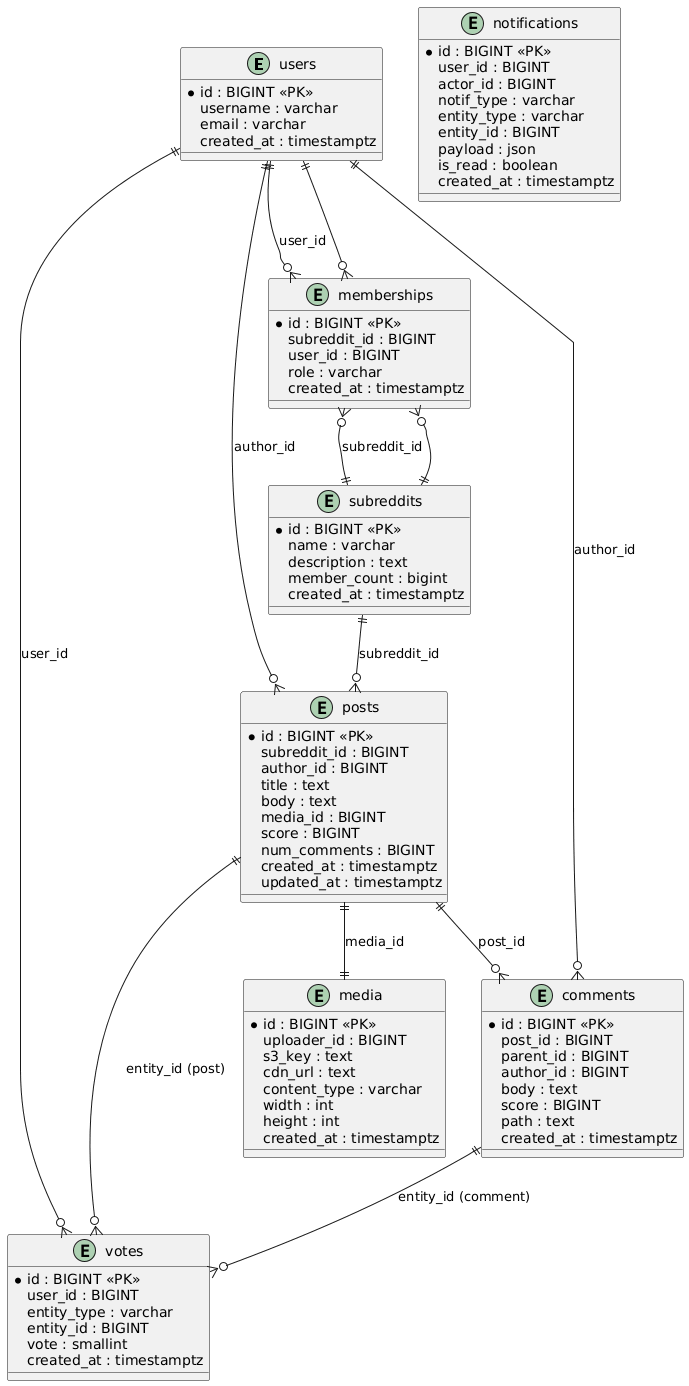 E users
* id : BIGINT «PK»
username : varchar
email : varchar
created_at : timestamptz
E notifications
* id : BIGINT «PK»
user_id : BIGINT
actor_id : BIGINT
notif_type : varchar
entity_type : varchar
entity_id : BIGINT
payload : json
is_read : boolean
created_at : timestamptz
user_id
E memberships
* id : BIGINT «PK»
subreddit_id : BIGINT
user_id : BIGINT
role : varchar
created_at : timestamptz
author_id
subreddit_id
E subreddits
* id : BIGINT «PK»
name : varchar
description : text
member_count : bigint
created_at : timestamptz
author_id
user_id
subreddit_id
E posts
* id : BIGINT «PK»
subreddit_id : BIGINT
author_id : BIGINT
title : text
body : text
media_id : BIGINT
score : BIGINT
num_comments : BIGINT
created_at : timestamptz
updated_at : timestamptz
media_id
post_id
E media
* id : BIGINT «PK»
uploader_id : BIGINT
s3_key : text
cdn_url : text
content_type : varchar
width : int
height : int
created_at : timestamptz
E comments
* id : BIGINT «PK»
post_id : BIGINT
parent_id : BIGINT
author_id : BIGINT
body : text
score : BIGINT
path : text
created_at : timestamptz
entity_id (post)
entity_id (comment)
E votes
* id : BIGINT «PK»
user_id : BIGINT
entity_type : varchar
entity_id : BIGINT
vote : smallint
created_at : timestamptz